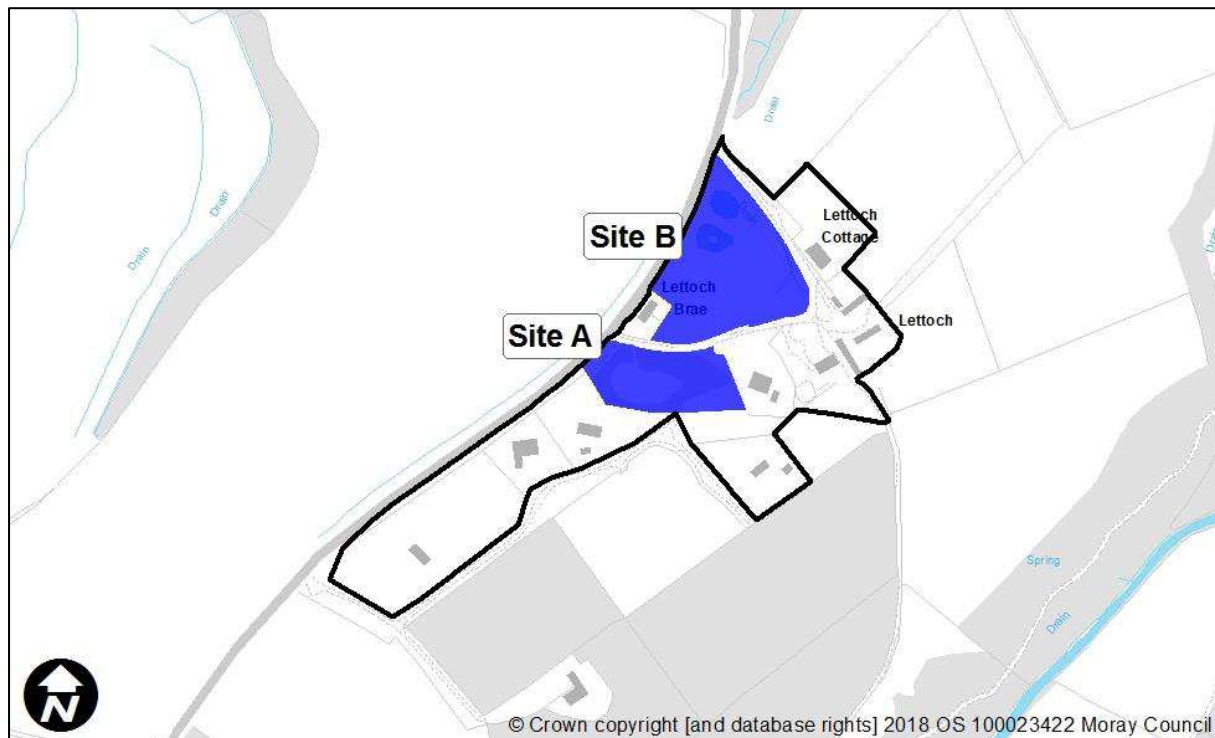 Drain
Drain
Drain
Site B
Lettoch
Cottage
Lettoch
Brae
Site A
Lettoch
Spring
Drain
N
© Crown copyright [and database rights] 2018 OS 100023422 Moray Council